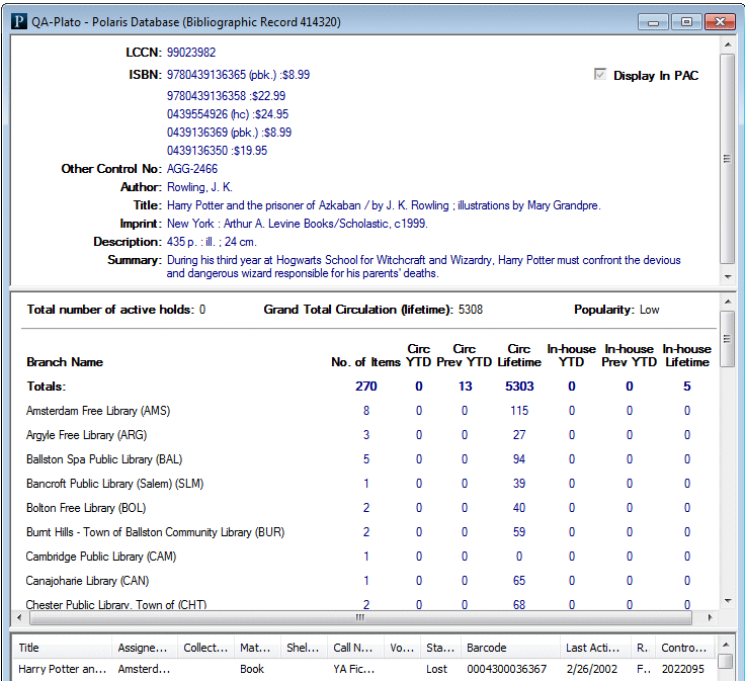 P QA-Plato - Polaris Database (Bibliographic Record 414320)
LCCN: 99023982
ISBN: 9780439136365 (pbk.) :$8.99
Display In PAC
9780439136358 :$22.99
0439554926 (hc) :$24.95
0439136369 (pbk.) :$8.99
0439136350 :$19.95
Other Control No: AGG-2466
Author: Rowling, J. K.
Title: Harry Potter and the prisoner of Azkaban / by J. K. Rowling ; illustrations by Mary Grandpre.
Imprint: New York : Arthur A. Levine Books/Scholastic, c1999.
Description: 435 p. : ill. ; 24 cm.
Summary: During his third year at Hogwarts School for Witchcraft and Wizardry, Harry Potter must confront the devious
and dangerous wizard responsible for his parents' deaths.
Total number of active holds: 0 Grand Total Circulation (lifetime): 5308 Popularity: Low
Circ Circ Circ In-house In-house In-house
Branch Name No. of Items YTD Prev YTD Lifetime YTD Prev YTD Lifetime
Totals: 270 0 13 5303 0 0 5
Amsterdam Free Library (AMS) 8 0 0 115 0 0 0
Argyle Free Library (ARG) 3 0 0 27 0 0 0
Ballston Spa Public Library (BAL) 5 0 0 94 0 0 0
Bancroft Public Library (Salem) (SLM) 1 0 0 39 0 0 0
Bolton Free Library (BOL) 2 0 0 40 0 0 0
Burnt Hills - Town of Ballston Community Library (BUR) 2 0 0 59 0 0 0
Cambridge Public Library (CAM) 1 0 0 0 0 0 0
Canajoharie Library (CAN) 1 0 0 65 0 0 0
Chester Public Library, Town of (CHT) 2 0 0 68 0 0 0
Title Assigne... Collect... Mat... Shel... Call N... Vo... Sta... Barcode Last Acti... R.. Contro...
Harry Potter an... Amsterd... Book YA Fic... Lost 0004300036367 2/26/2002 F... 2022095